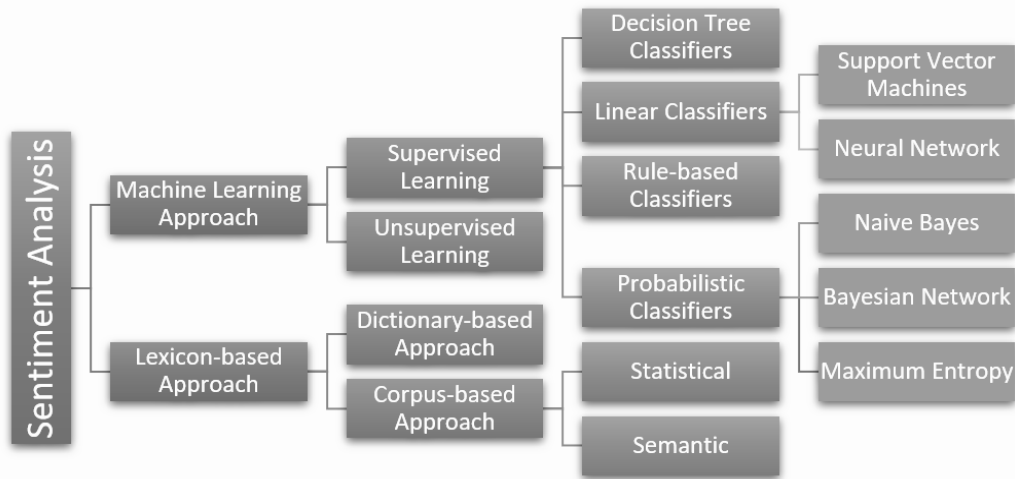 Sentiment Analysis
Machine Learning
Approach
Supervised
Learning
Decision Tree
Classifiers
Linear Classifiers
Support Vector
Machines
Neural Network
Rule-based
Classifiers
Probabilistic
Classifiers
Naive Bayes
Bayesian Network
Maximum Entropy
Unsupervised
Learning
Lexicon-based
Approach
Dictionary-based
Approach
Corpus-based
Approach
Statistical
Semantic